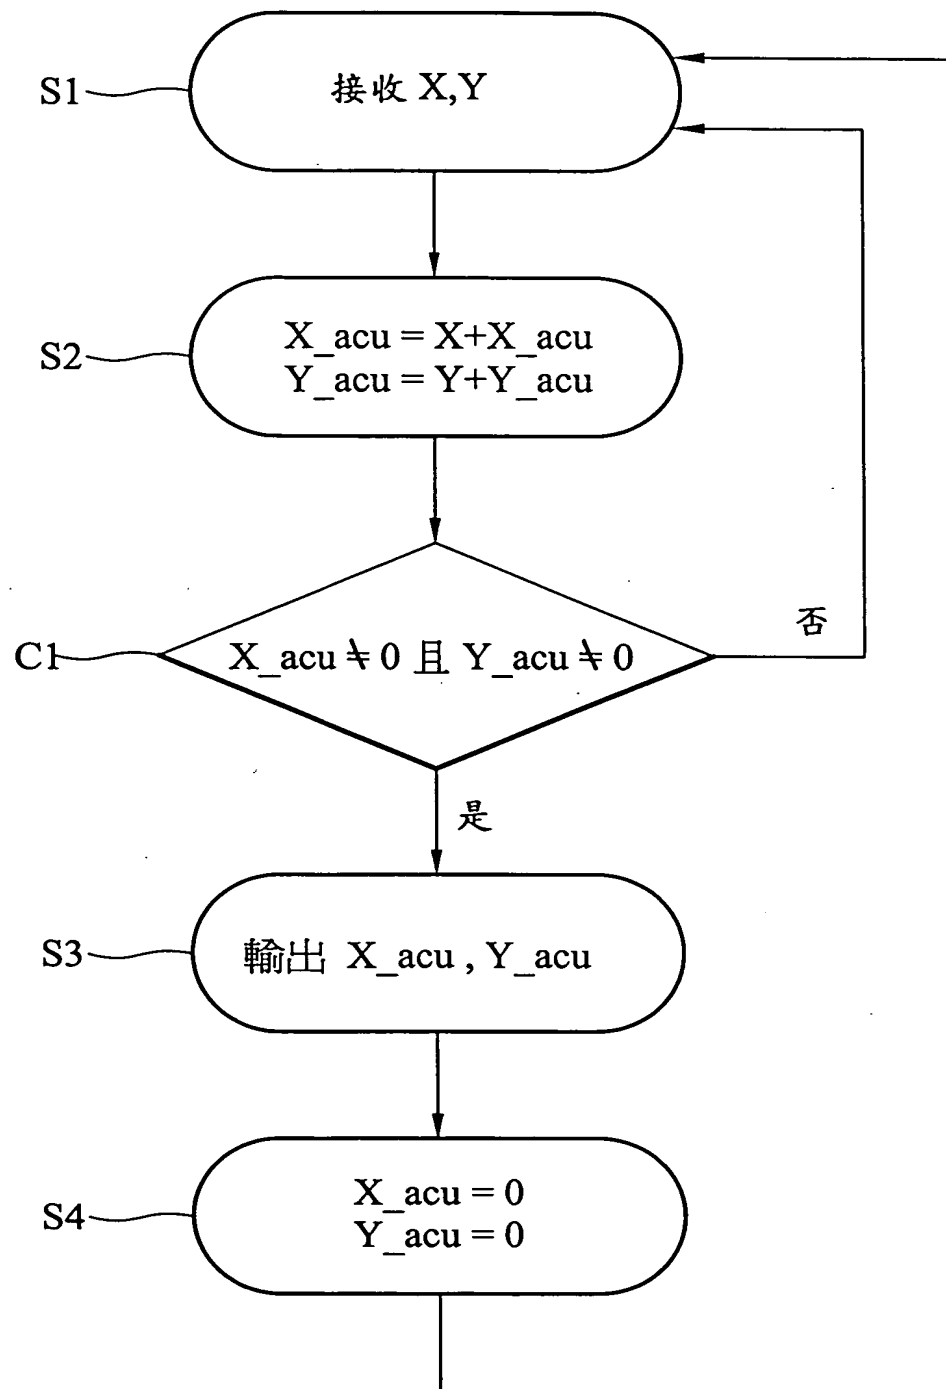 S1
接收 X,Y
S2
X_acu = X+X_acu
Y_acu = Y+Y_acu
C1
X_acu ≠ 0 且 Y_acu ≠ 0
否
是
S3
輸出 X_acu , Y_acu
S4
X_acu = 0
Y_acu = 0